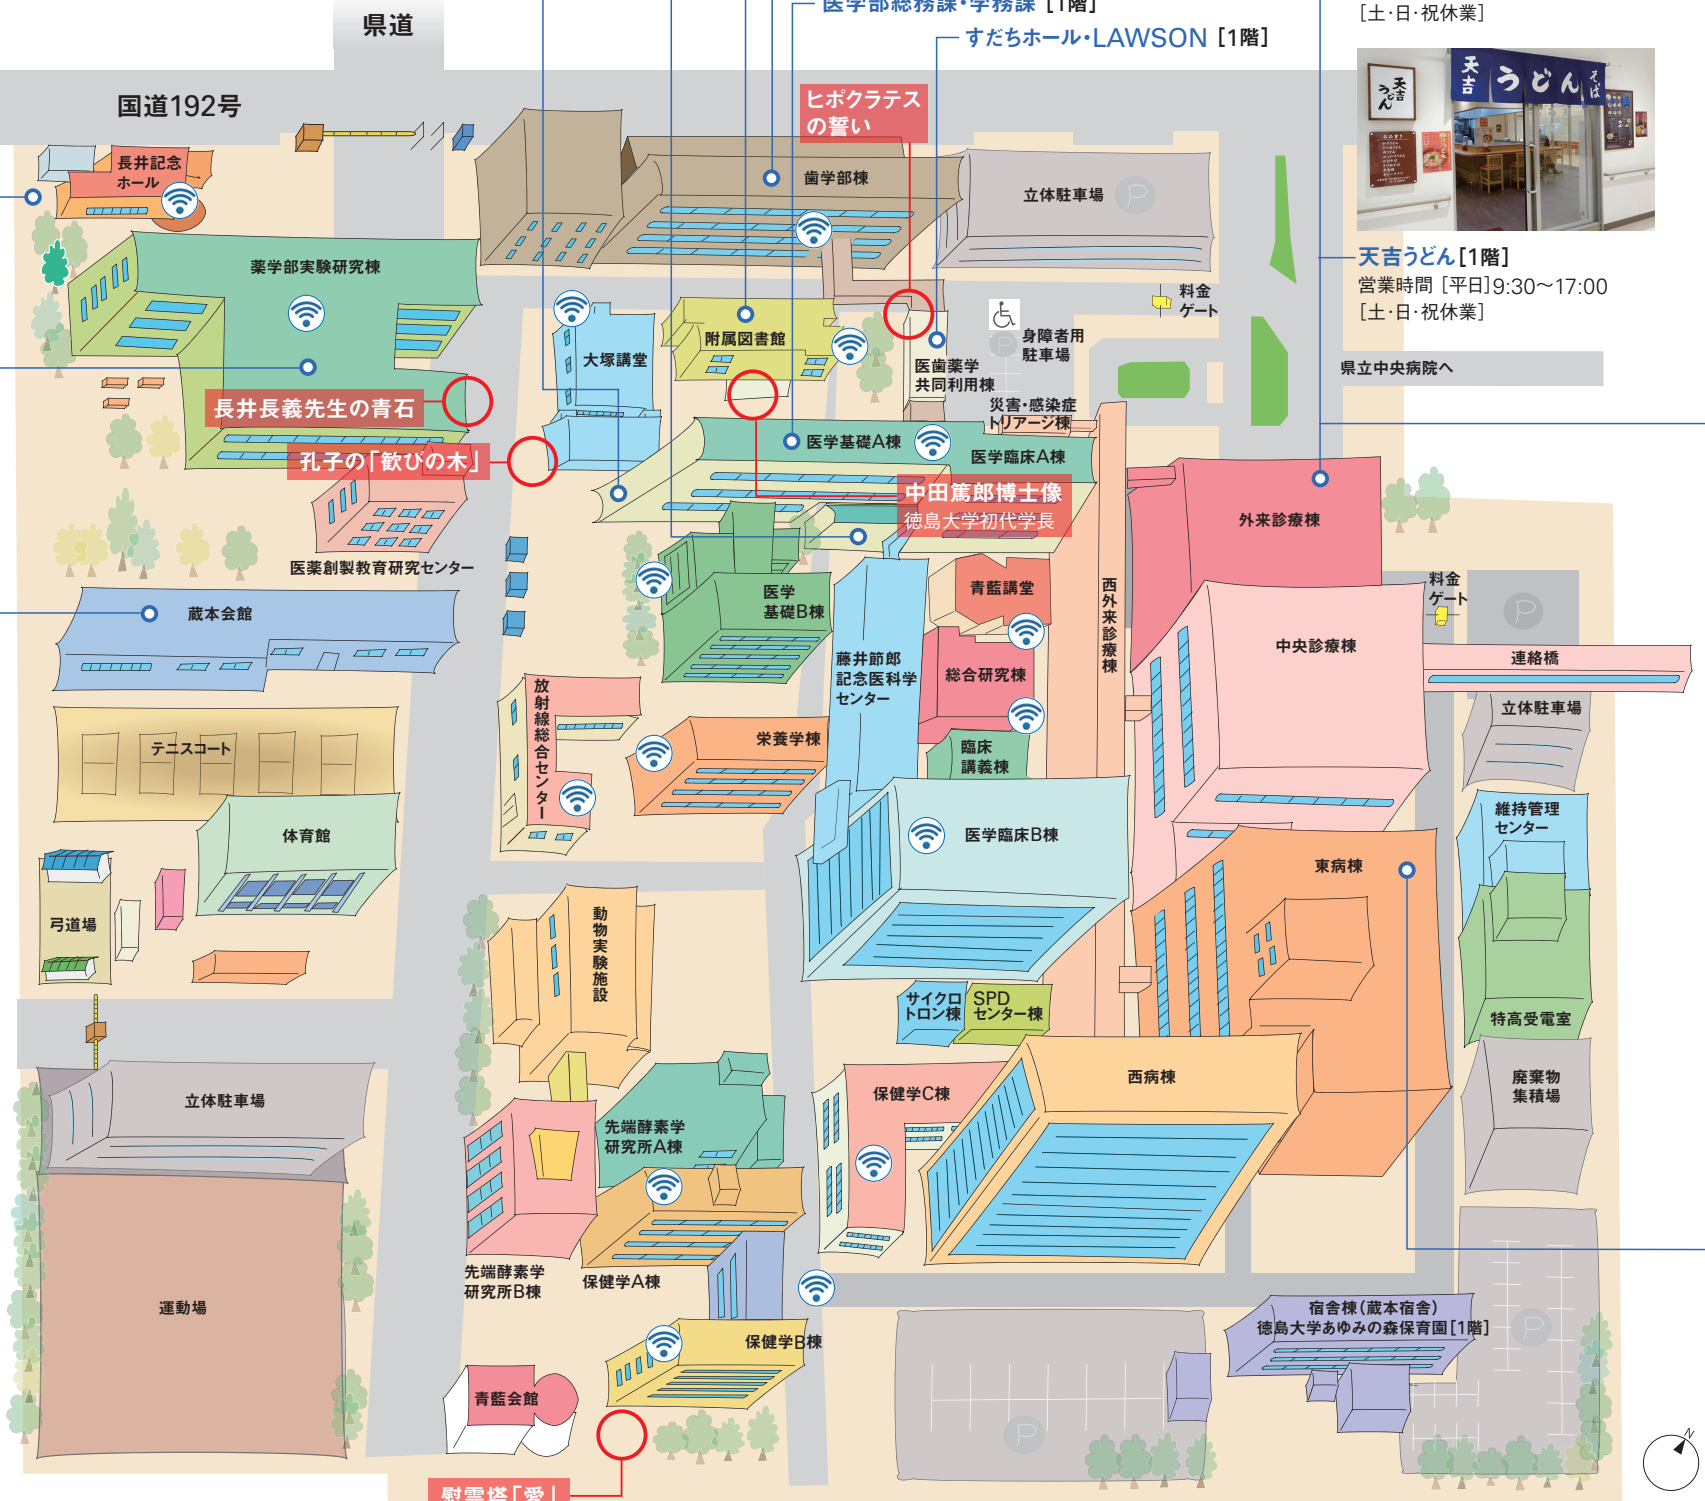 県道
医学部総務課・学務課 [1階]
すだちホール・LAWSON [1階]
[土・日・祝休業]
国道192号
ヒポクラテス
の誓い
天吉
うどん
天吉
うどん
そば
長井記念
ホール
歯学部棟
立体駐車場
P
天吉うどん[1階]
営業時間 [平日]9:30〜17:00
[土・日・祝休業]
薬学部実験研究棟
料金
ゲート
大塚講堂
附属図書館
身障者用
駐車場
P
医歯薬学
共同利用棟
県立中央病院へ
長井長義先生の青石
災害・感染症
トリアージ棟
孔子の「歓びの木」
医学基礎A棟
医学臨床A棟
中田篤郎博士像
徳島大学初代学長
外来診療棟
医薬創製教育研究センター
医学
基礎B棟
青藍講堂
西外来診療棟
料金
ゲート
P
蔵本会館
藤井節郎
記念医科学
センター
総合研究棟
中央診療棟
連絡橋
放射線総合センター
立体駐車場
テニスコート
栄養学棟
臨床
講義棟
体育館
医学臨床B棟
維持管理
センター
東病棟
弓道場
動物実験施設
サイクロ
トロン棟
SPD
センター棟
特高受電室
立体駐車場
保健学C棟
西病棟
廃棄物
集積場
先端酵素学
研究所A棟
先端酵素学
研究所B棟
保健学A棟
運動場
宿舎棟（蔵本宿舎）
徳島大学あゆみの森保育園[1階]
P
保健学B棟
青藍会館
P
慰霊塔「愛」
N